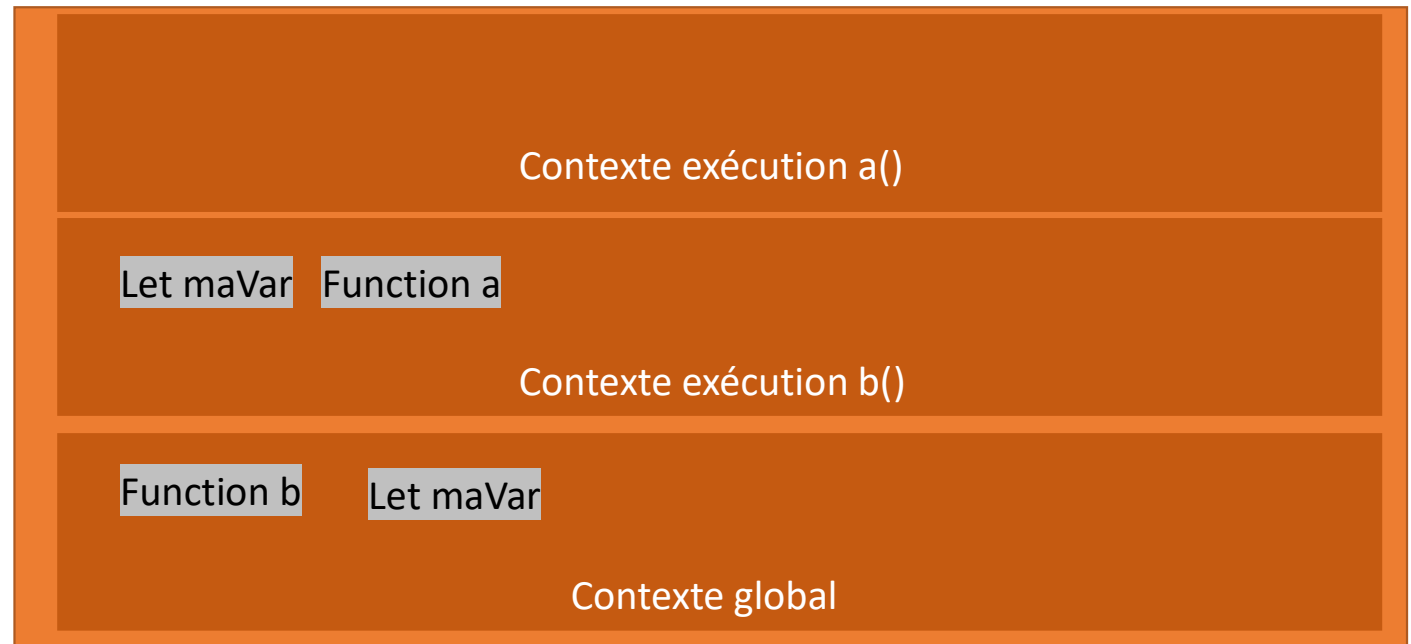 Contexte exécution a()
Let maVar Function a
Contexte exécution b()
Function b Let maVar
Contexte global